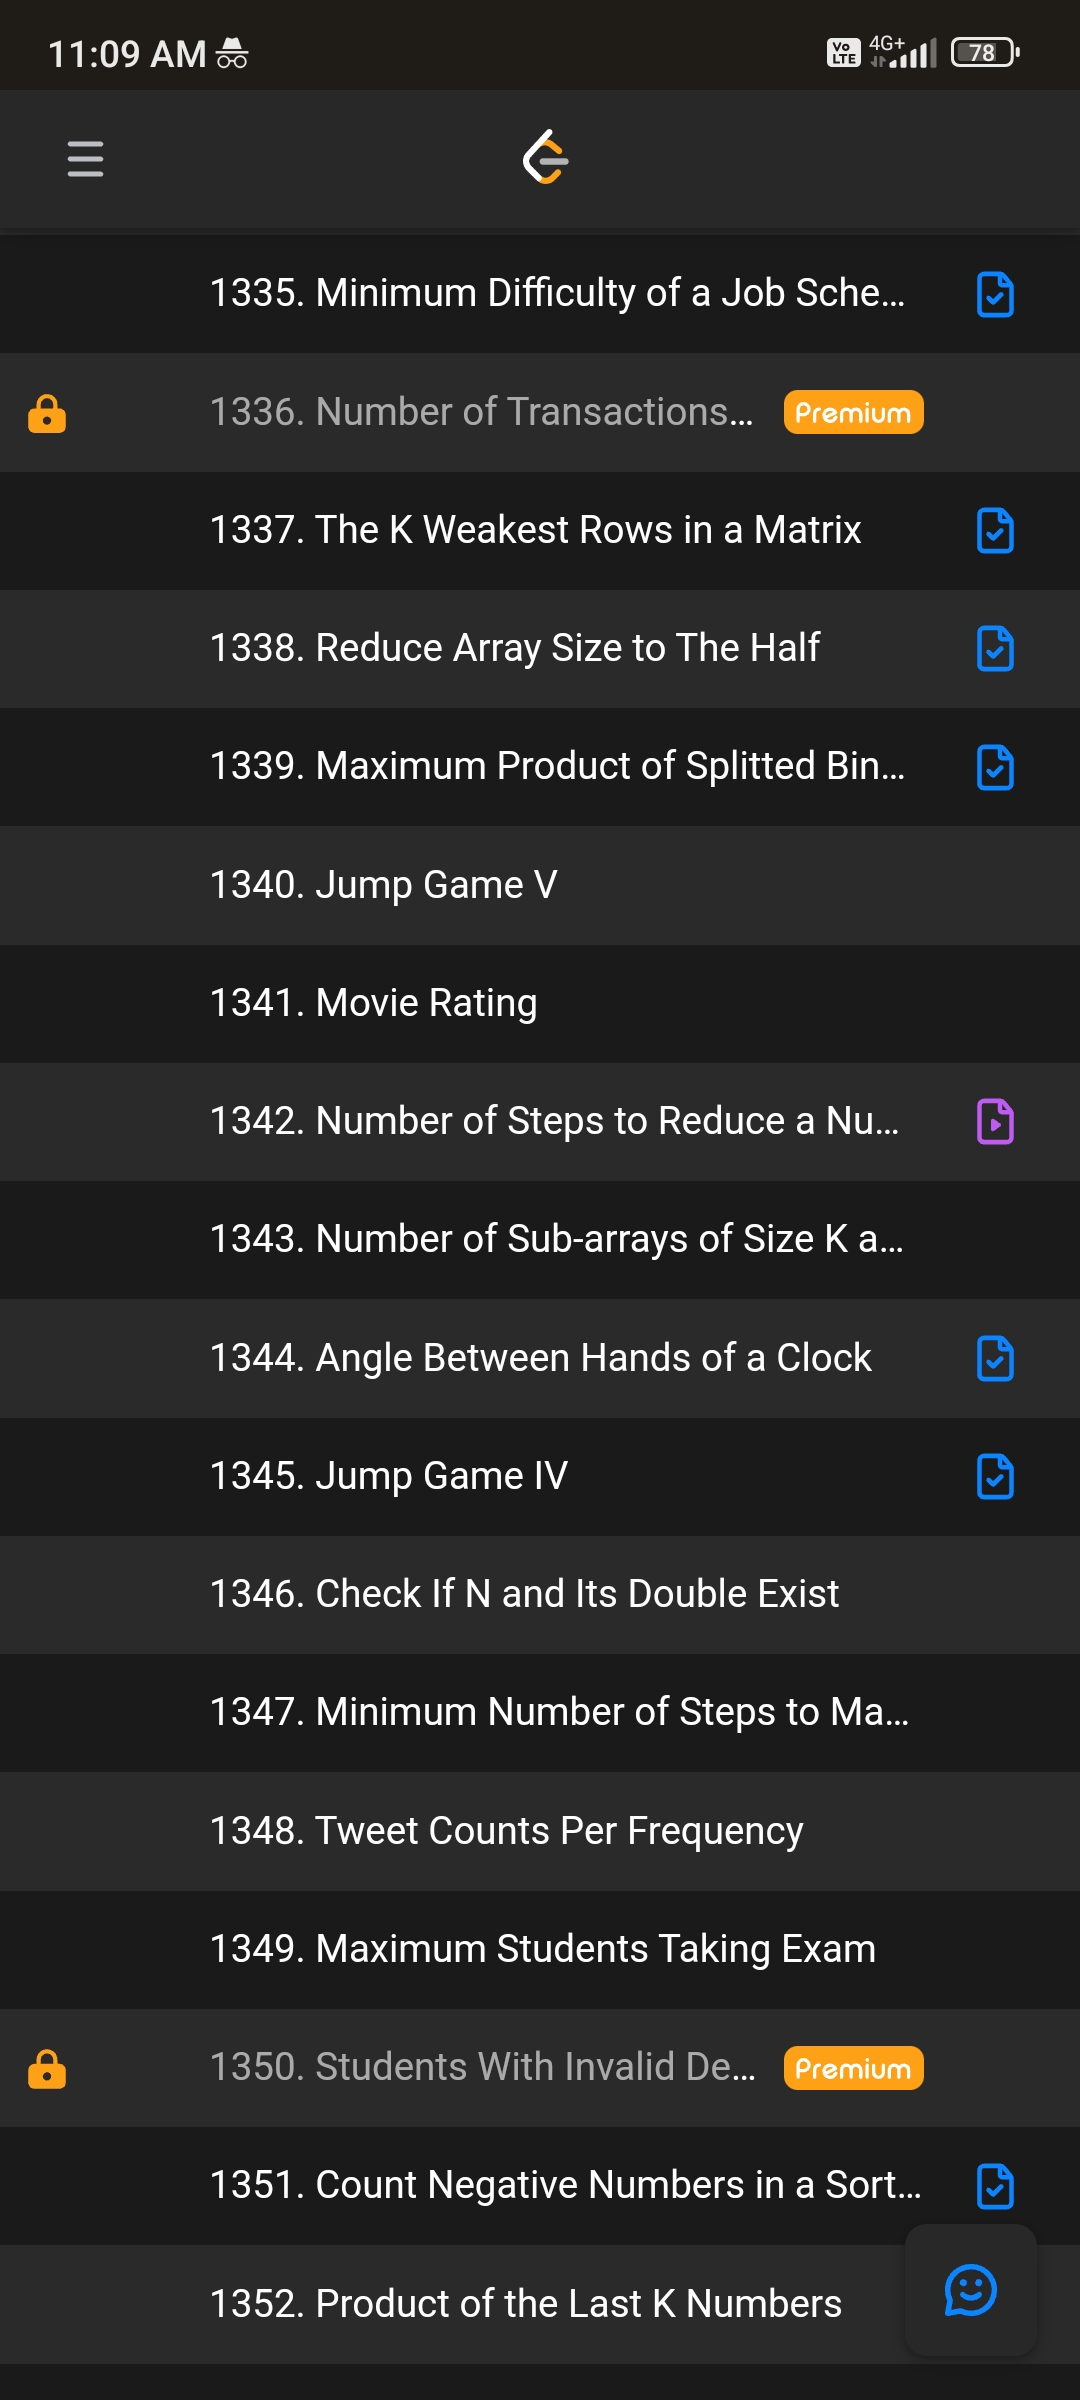 11:09 AM
Vo LTE 4G+ 78
1335. Minimum Difficulty of a Job Sche...
1336. Number of Transactions... Premium
1337. The K Weakest Rows in a Matrix
1338. Reduce Array Size to The Half
1339. Maximum Product of Splitted Bin...
1340. Jump Game V
1341. Movie Rating
1342. Number of Steps to Reduce a Nu...
1343. Number of Sub-arrays of Size K a...
1344. Angle Between Hands of a Clock
1345. Jump Game IV
1346. Check If N and Its Double Exist
1347. Minimum Number of Steps to Ma...
1348. Tweet Counts Per Frequency
1349. Maximum Students Taking Exam
1350. Students With Invalid De... Premium
1351. Count Negative Numbers in a Sort...
1352. Product of the Last K Numbers